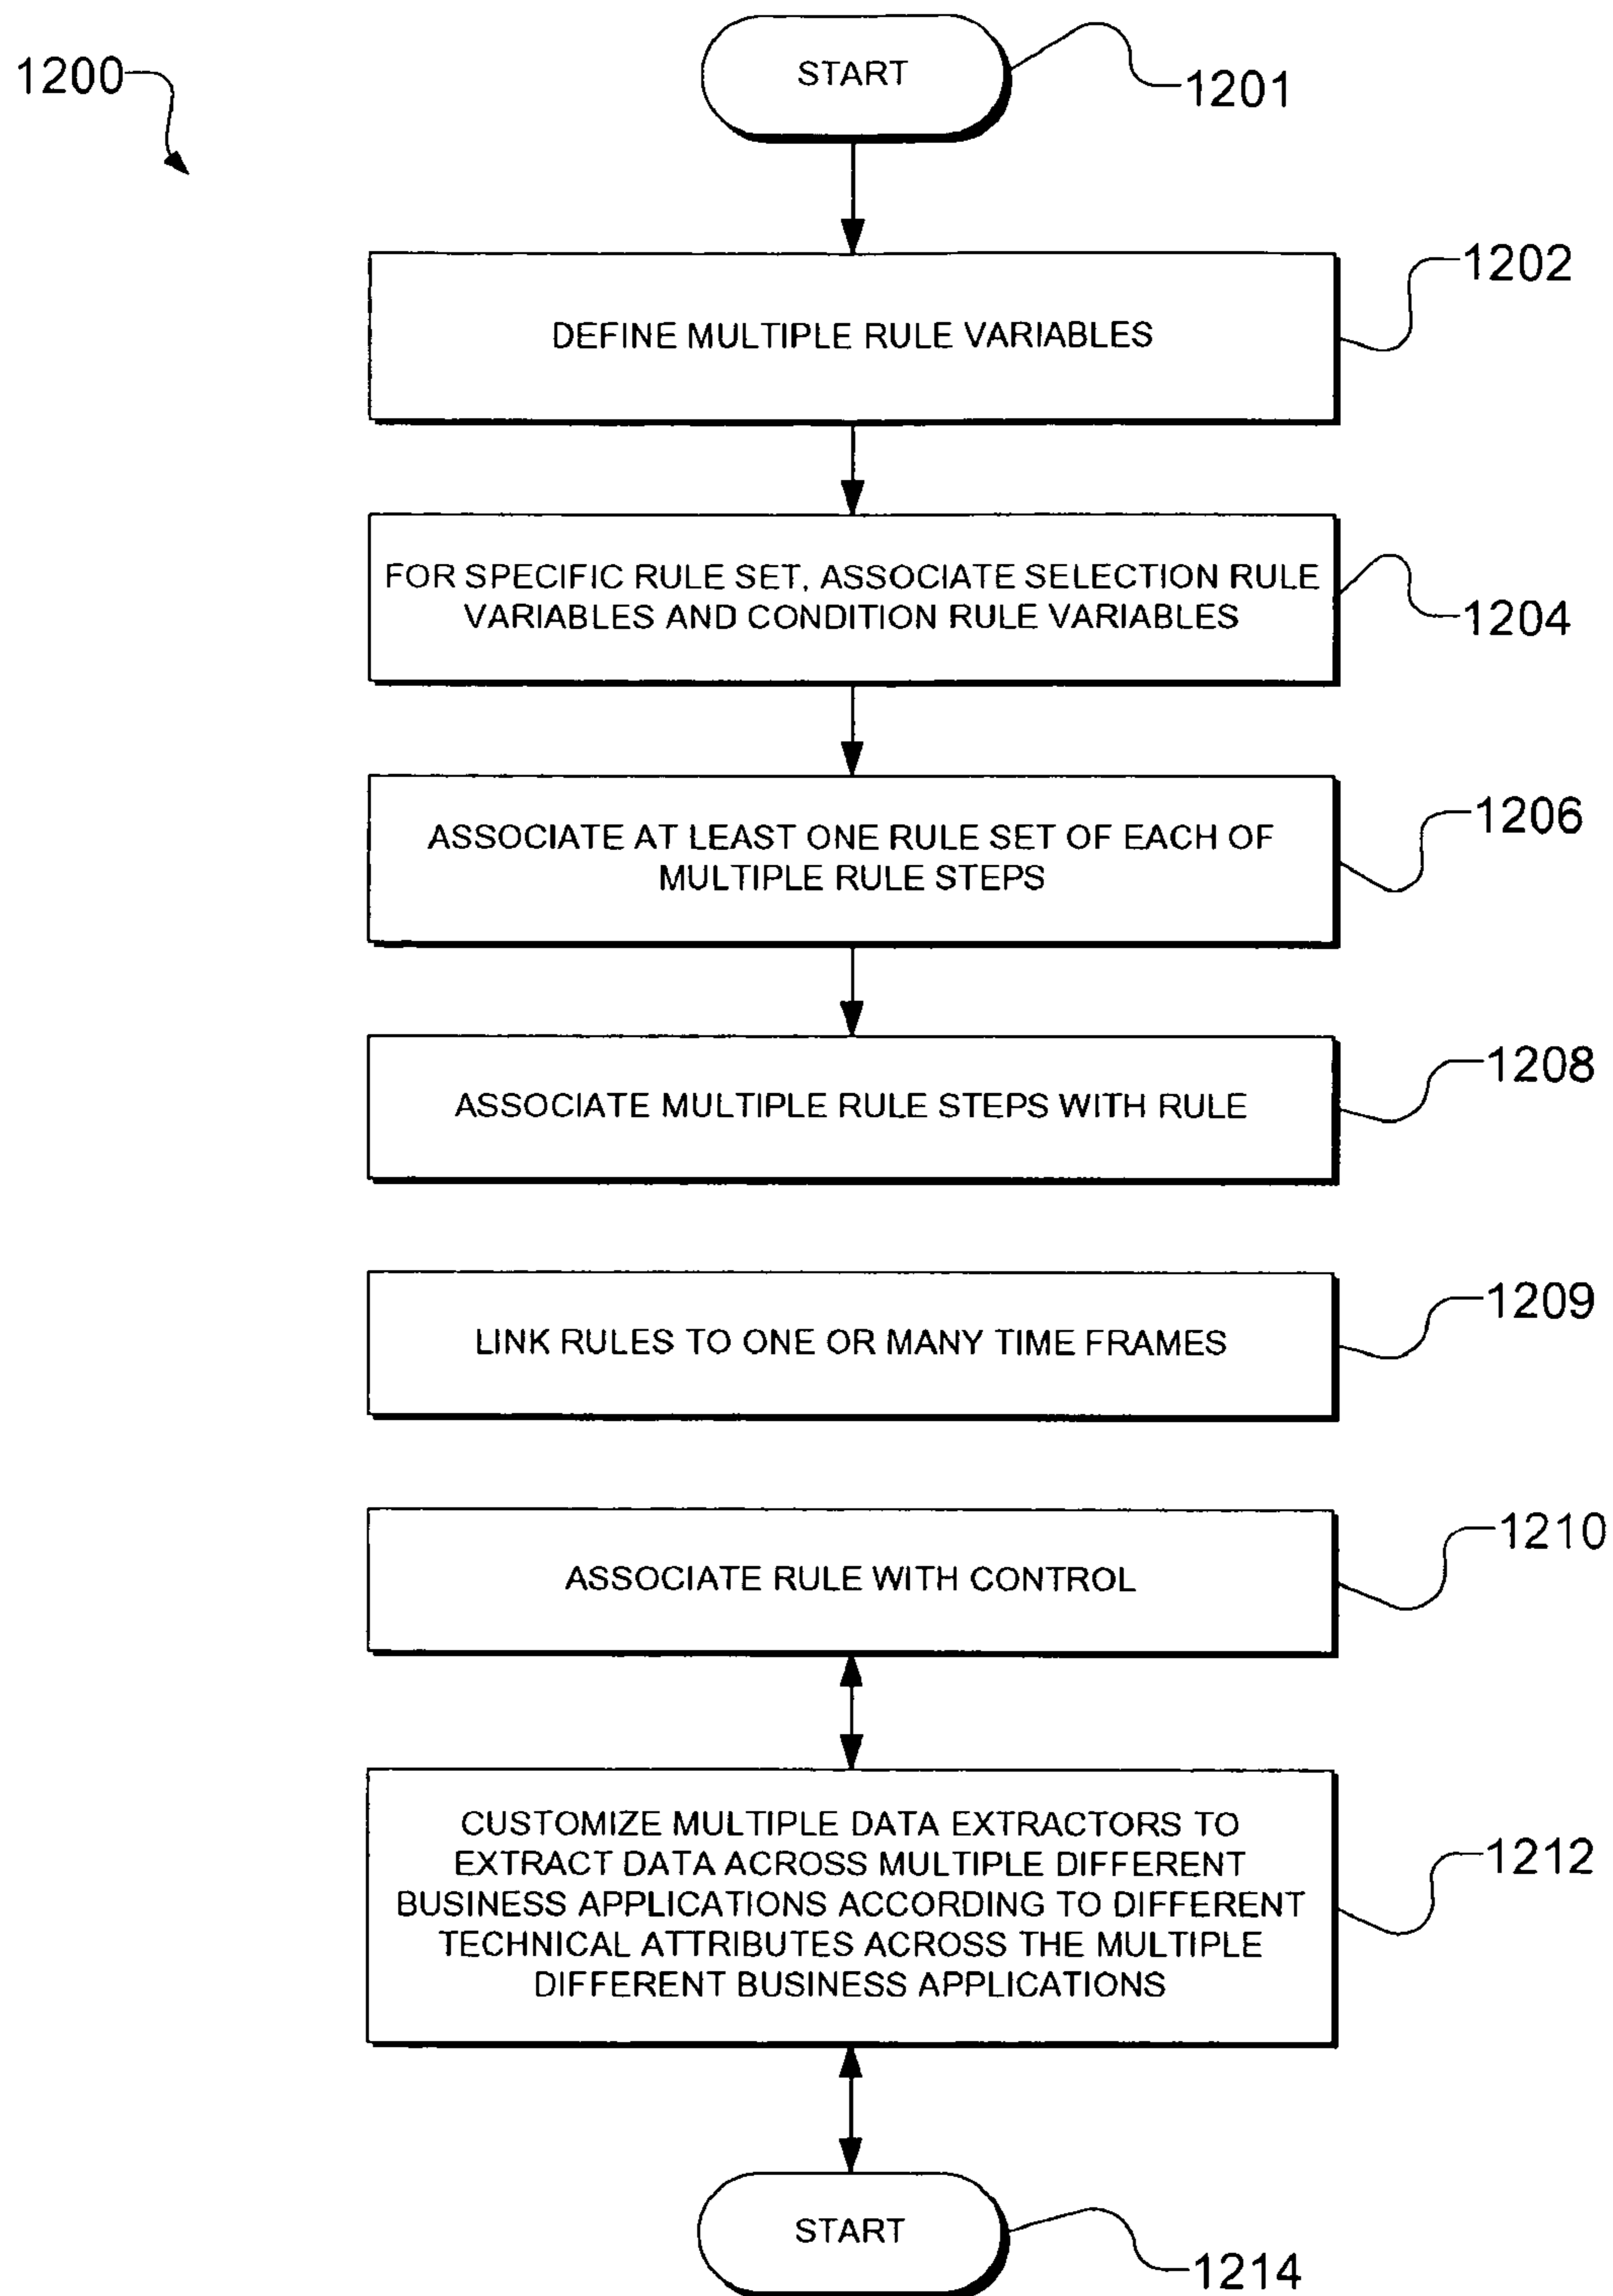 1200
START
1201
DEFINE MULTIPLE RULE VARIABLES
1202
FOR SPECIFIC RULE SET, ASSOCIATE SELECTION RULE
VARIABLES AND CONDITION RULE VARIABLES
1204
ASSOCIATE AT LEAST ONE RULE SET OF EACH OF
MULTIPLE RULE STEPS
1206
ASSOCIATE MULTIPLE RULE STEPS WITH RULE
1208
LINK RULES TO ONE OR MANY TIME FRAMES
1209
ASSOCIATE RULE WITH CONTROL
1210
CUSTOMIZE MULTIPLE DATA EXTRACTORS TO
EXTRACT DATA ACROSS MULTIPLE DIFFERENT
BUSINESS APPLICATIONS ACCORDING TO DIFFERENT
TECHNICAL ATTRIBUTES ACROSS THE MULTIPLE
DIFFERENT BUSINESS APPLICATIONS
1212
START
1214